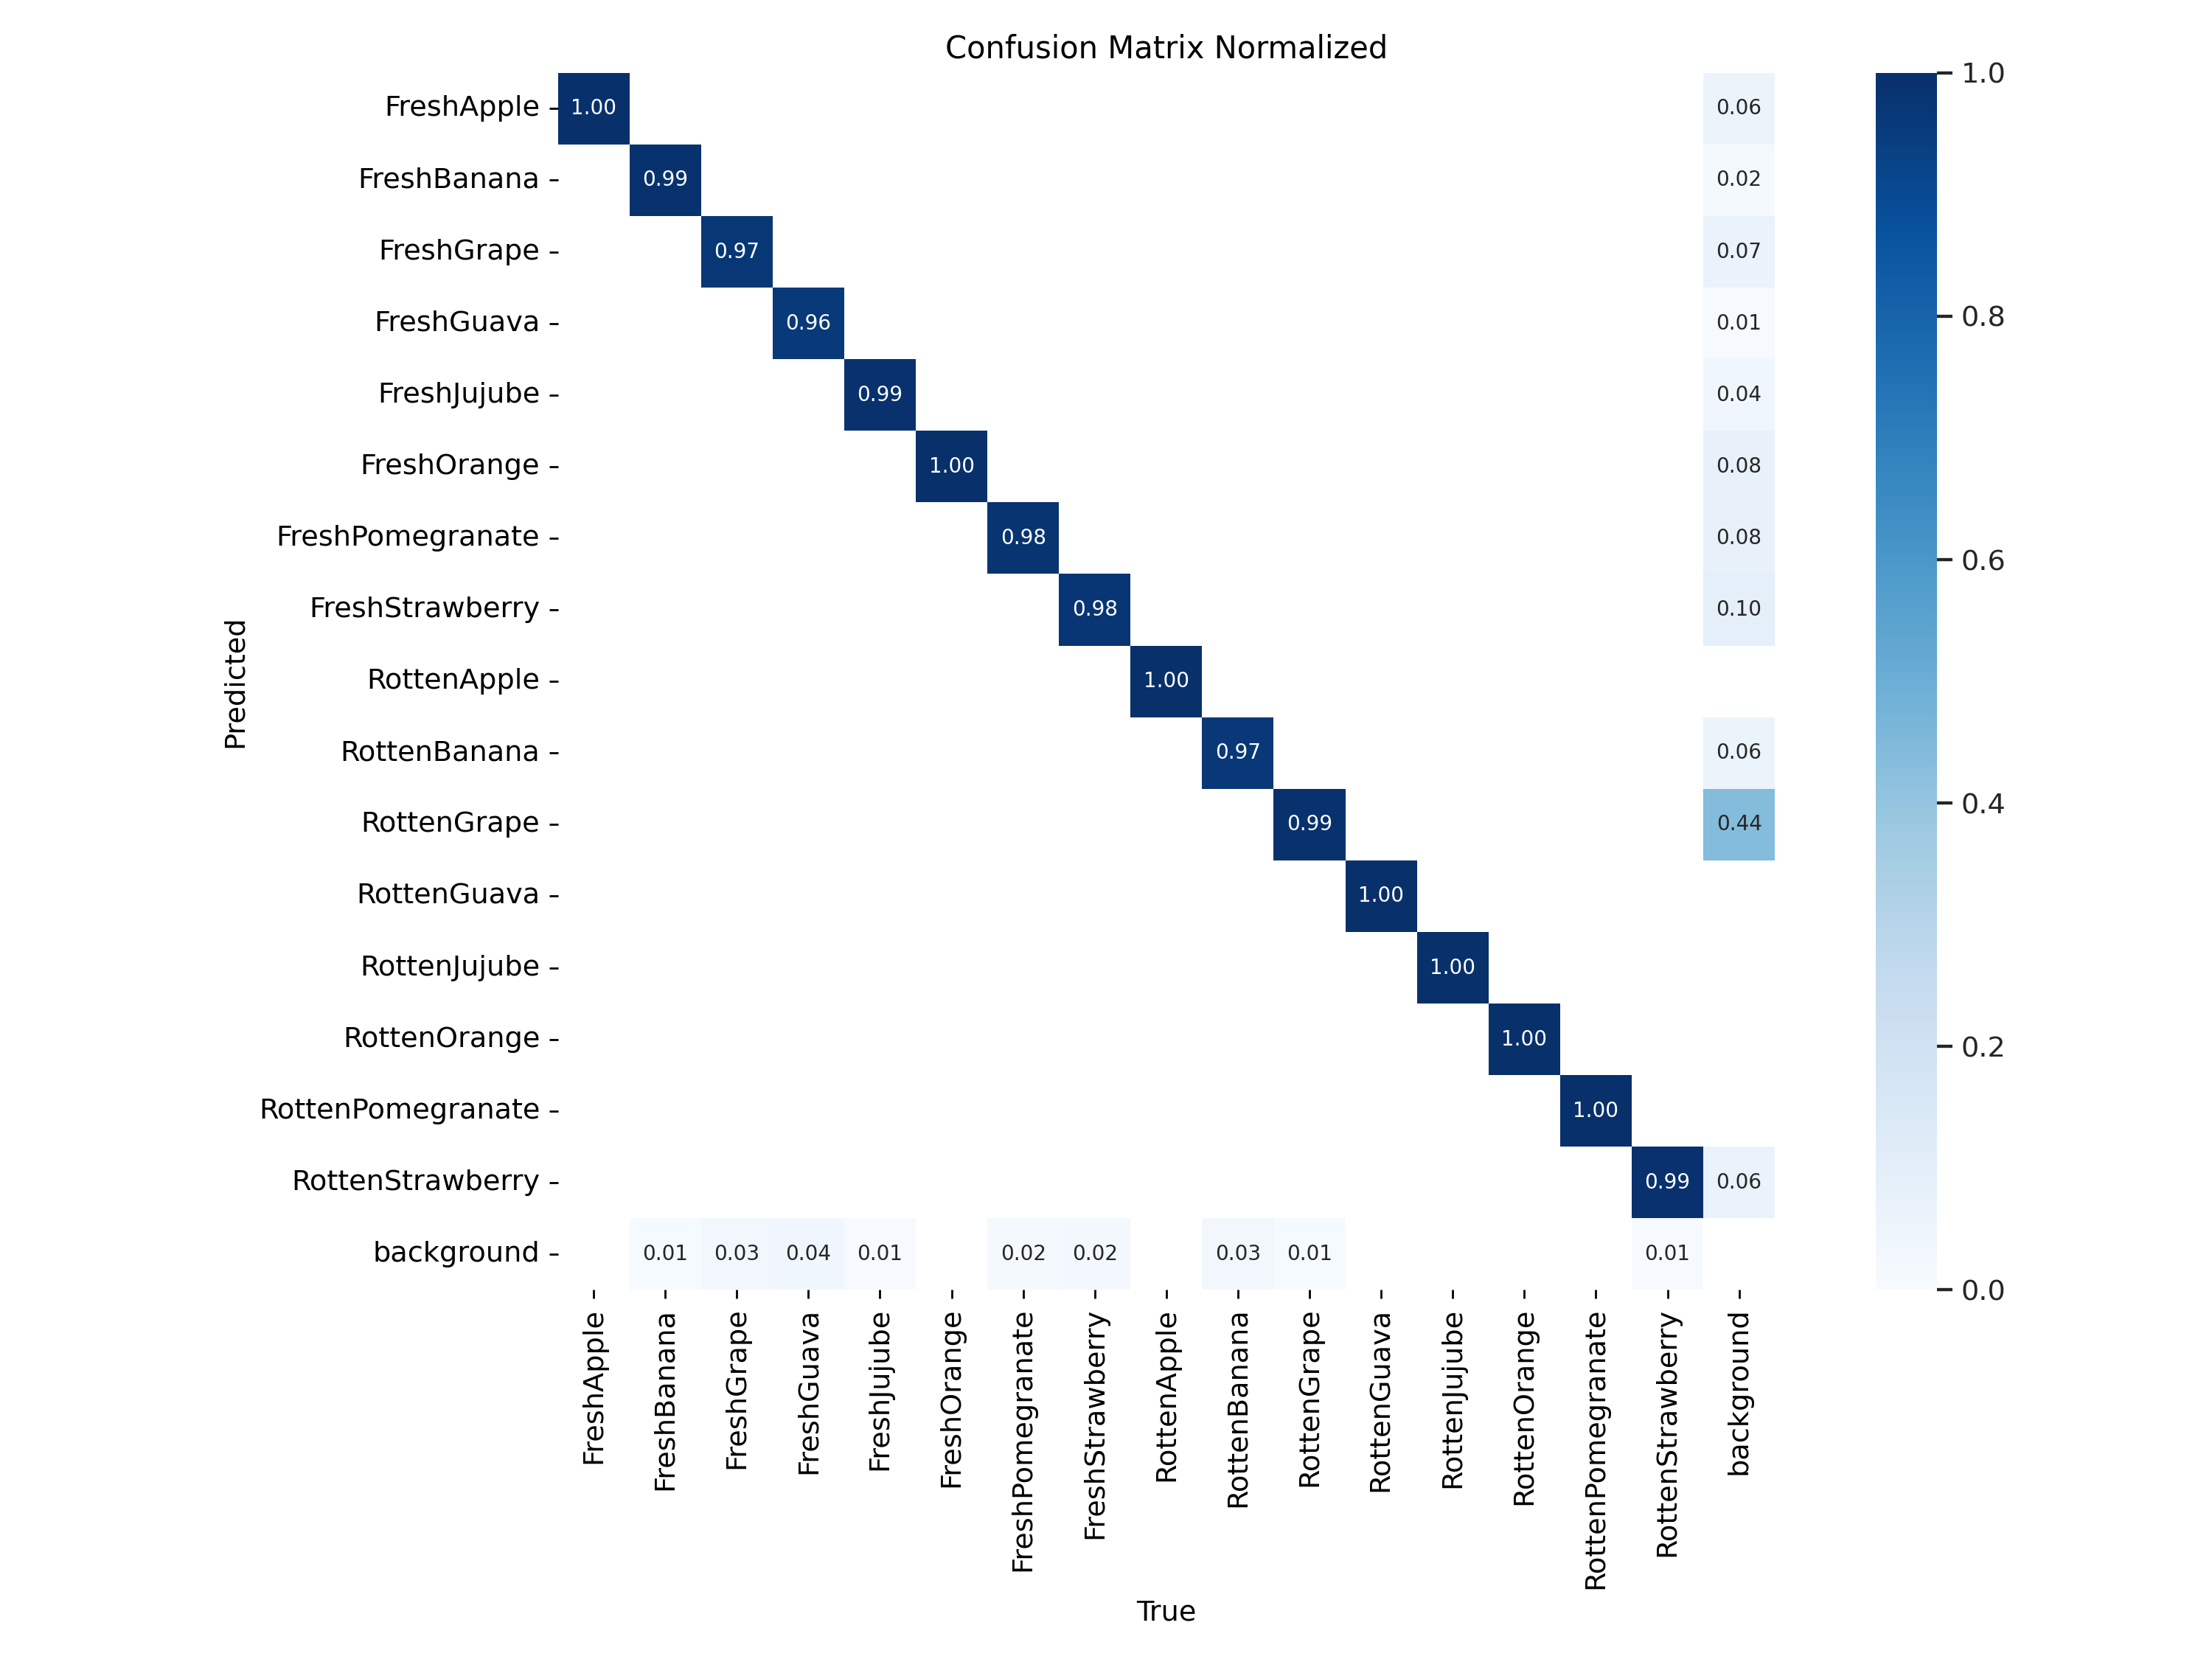 Confusion Matrix Normalized
FreshApple 1.00 0.06 1.0
FreshBanana 0.99 0.02
FreshGrape 0.97 0.07
FreshGuava 0.96 0.01 0.8
FreshJujube 0.99 0.04
FreshOrange 1.00 0.08
FreshPomegranate 0.98 0.08 0.6
FreshStrawberry 0.98 0.10
Predicted
RottenApple 1.00
RottenBanana 0.97 0.06
RottenGrape 0.99 0.44 0.4
RottenGuava 1.00
RottenJujube 1.00
RottenOrange 1.00 0.2
RottenPomegranate 1.00
RottenStrawberry 0.99 0.06
background 0.01 0.03 0.04 0.01 0.02 0.02 0.03 0.01 0.01 0.0
FreshApple FreshBanana FreshGrape FreshGuava FreshJujube FreshOrange FreshPomegranate FreshStrawberry RottenApple RottenBanana RottenGrape RottenGuava RottenJujube RottenOrange RottenPomegranate RottenStrawberry background
True